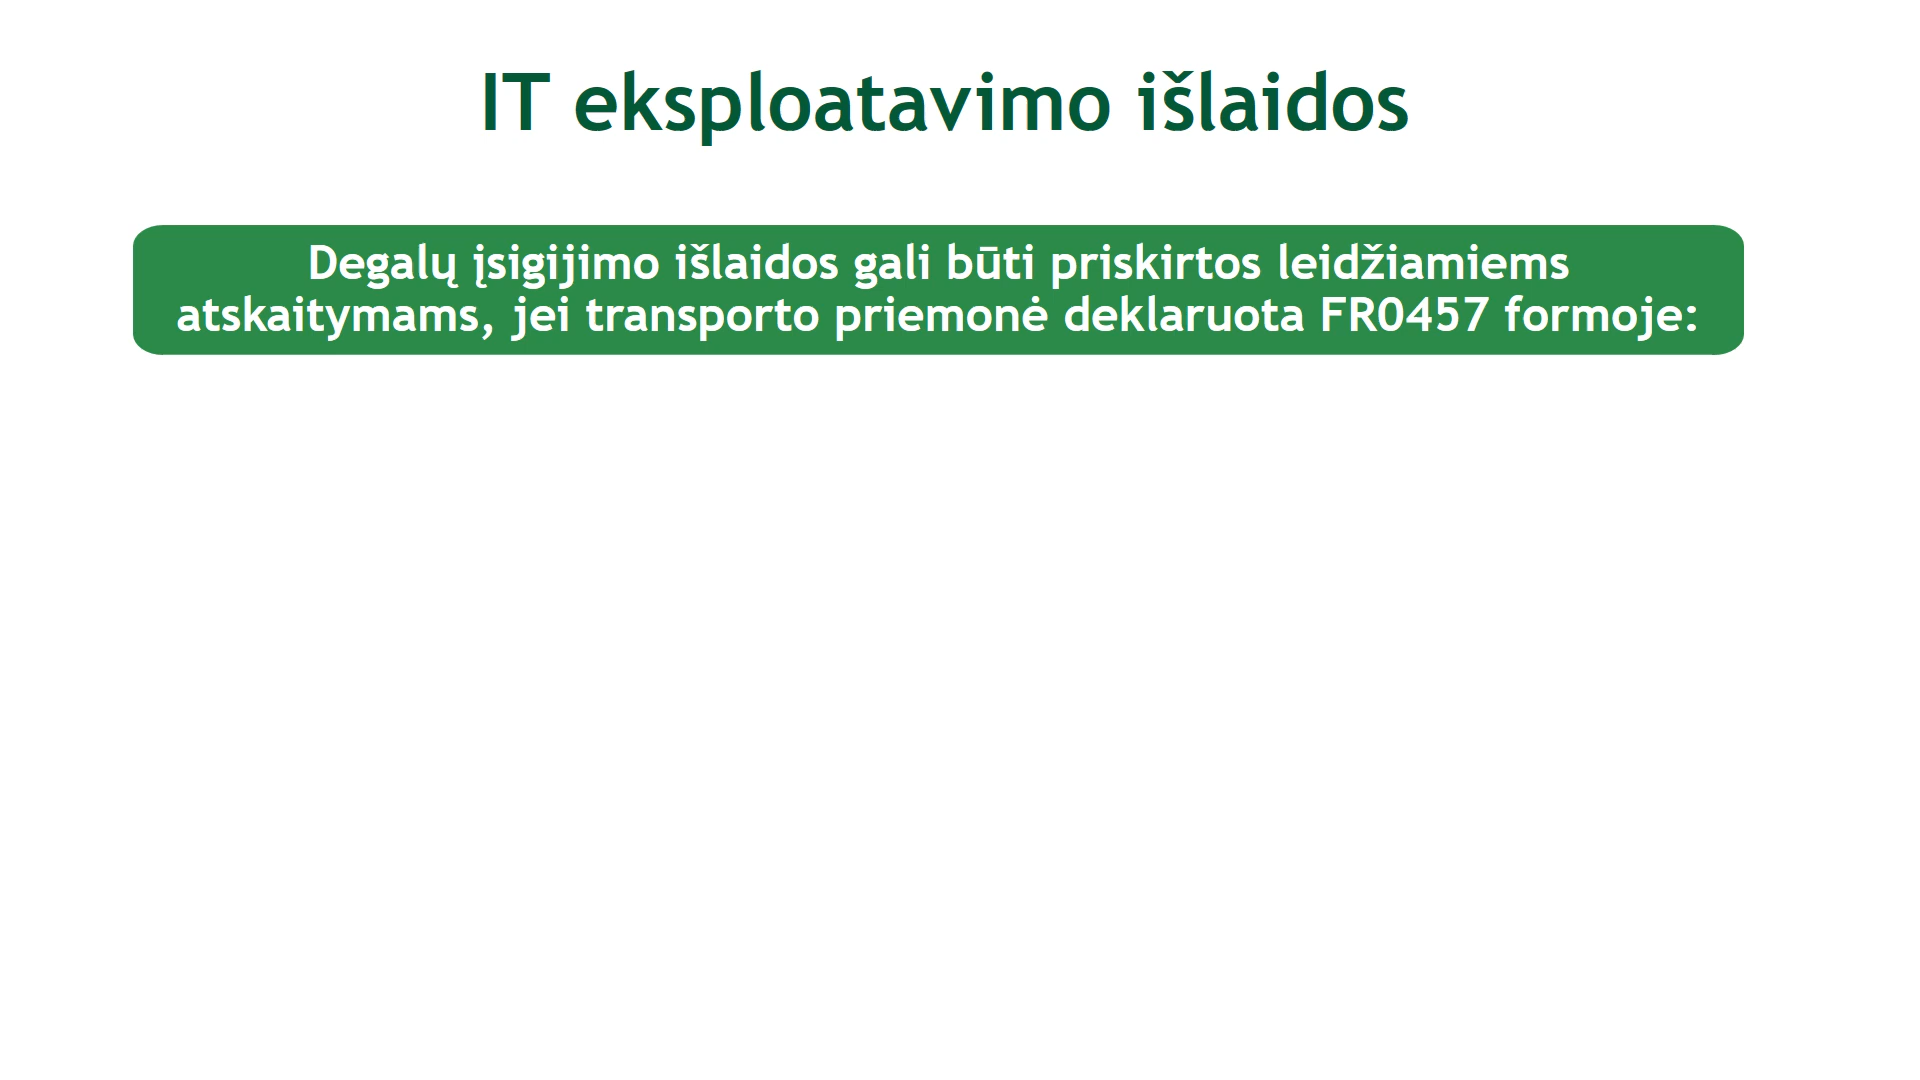 IT eksploatavimo išlaidos
Degalų įsigijimo išlaidos gali būti priskirtos leidžiamiems
atskaitymams, jei transporto priemonė deklaruota FR0457 formoje: